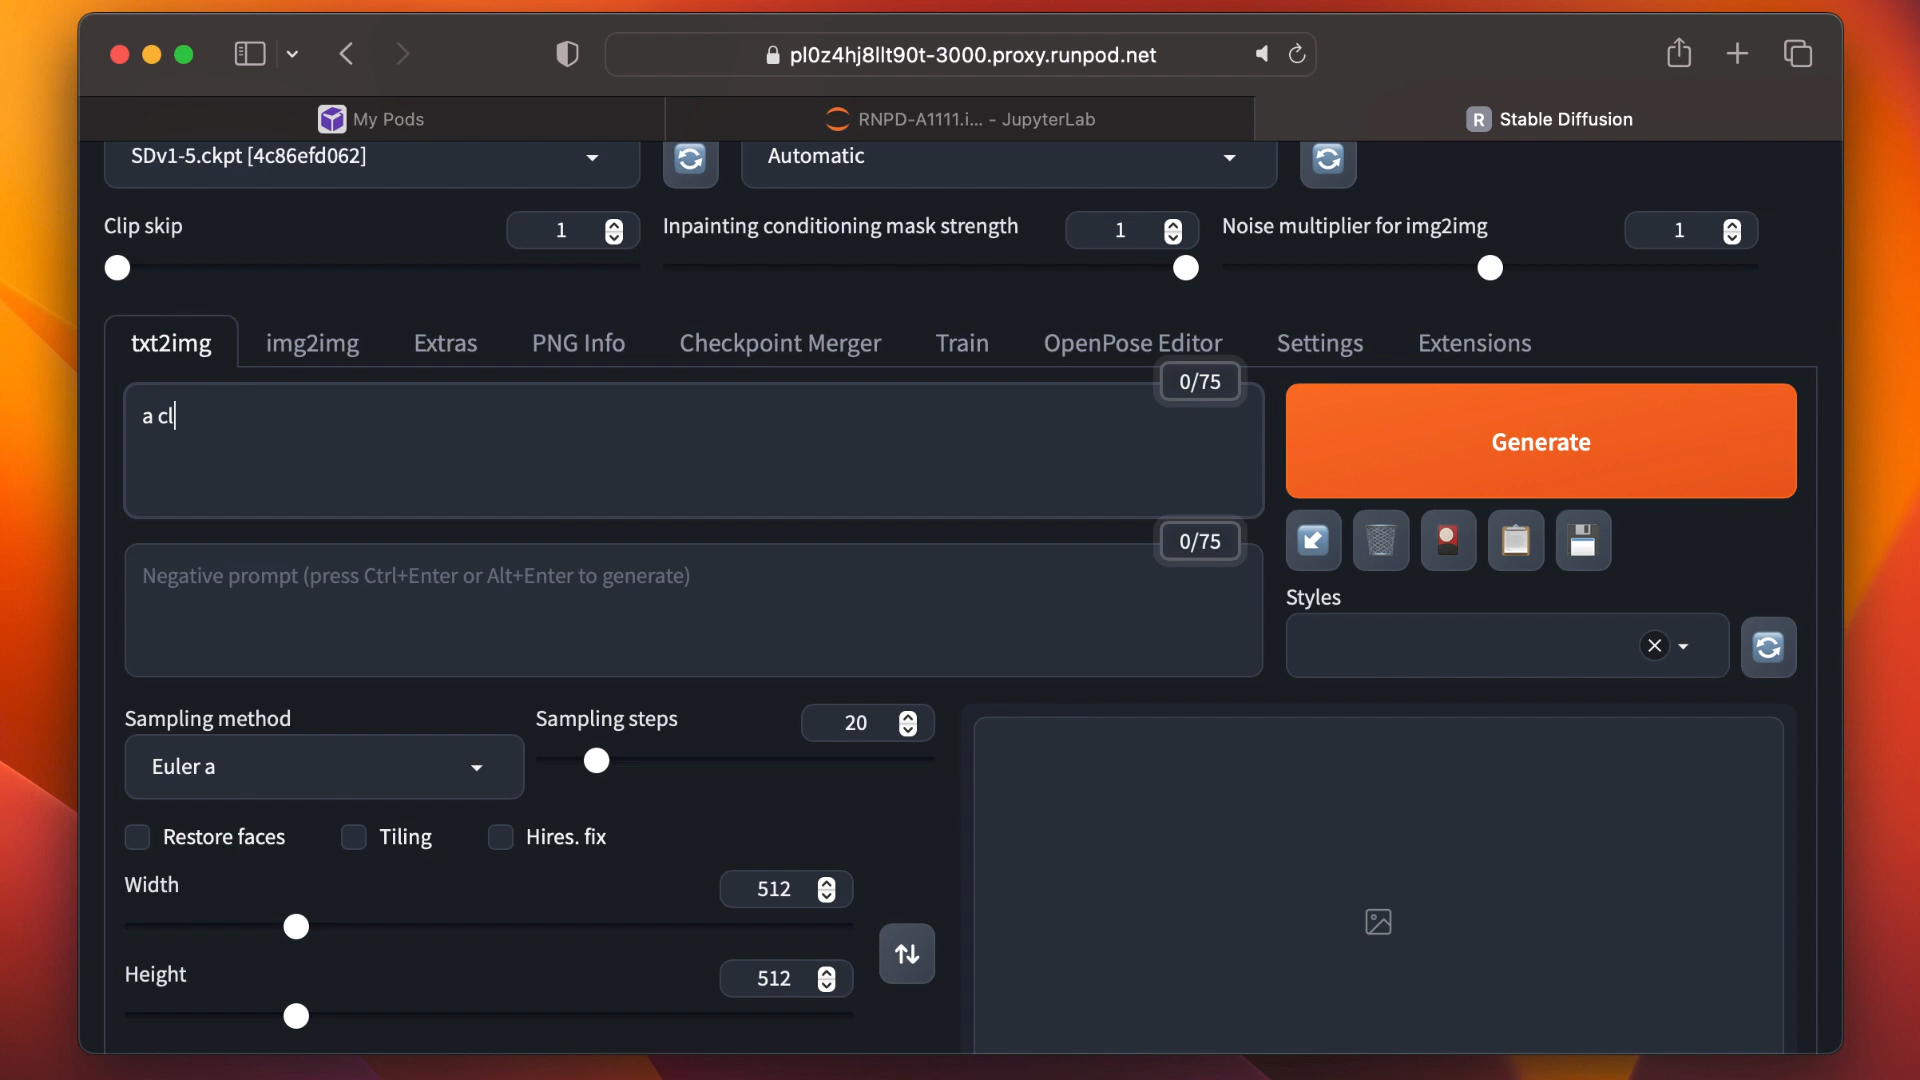 pl0z4hj8llt90t-3000.proxy.runpod.net
My Pods
RNPD-A1111.i... - JupyterLab
R Stable Diffusion
SDv1-5.ckpt [4c86efd062]
Automatic
Clip skip
1
Inpainting conditioning mask strength
1
Noise multiplier for img2img
1
txt2img
img2img
Extras
PNG Info
Checkpoint Merger
Train
OpenPose Editor
Settings
Extensions
0/75
a cl
Generate
0/75
Negative prompt (press Ctrl+Enter or Alt+Enter to generate)
Styles
Sampling method
Sampling steps
20
Euler a
Restore faces
Tiling
Hires. fix
Width
512
Height
512